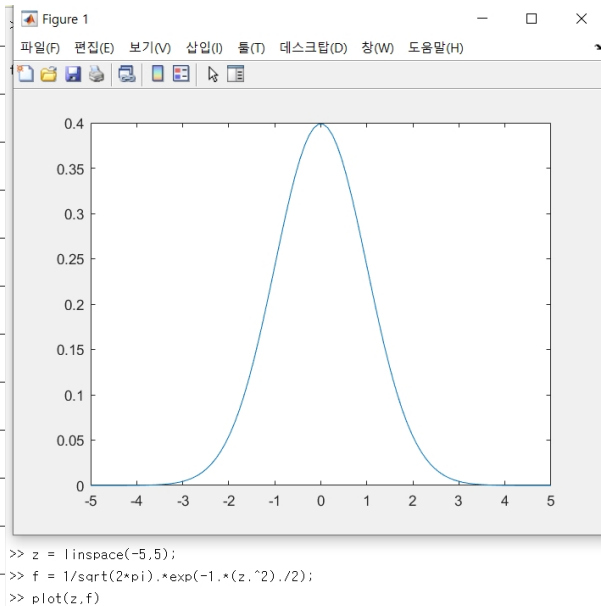 Figure 1
파일(F) 편집(E) 보기(V) 삽입(I) 툴(T) 데스크탑(D) 창(W) 도움말(H)
0.4
0.35
0.3
0.25
0.2
0.15
0.1
0.05
0
-5 -4 -3 -2 -1 0 1 2 3 4 5
>> z = linspace(-5,5);
>> f = 1/sqrt(2*pi).*exp(-1.*(z.^2)./2);
>> plot(z,f)